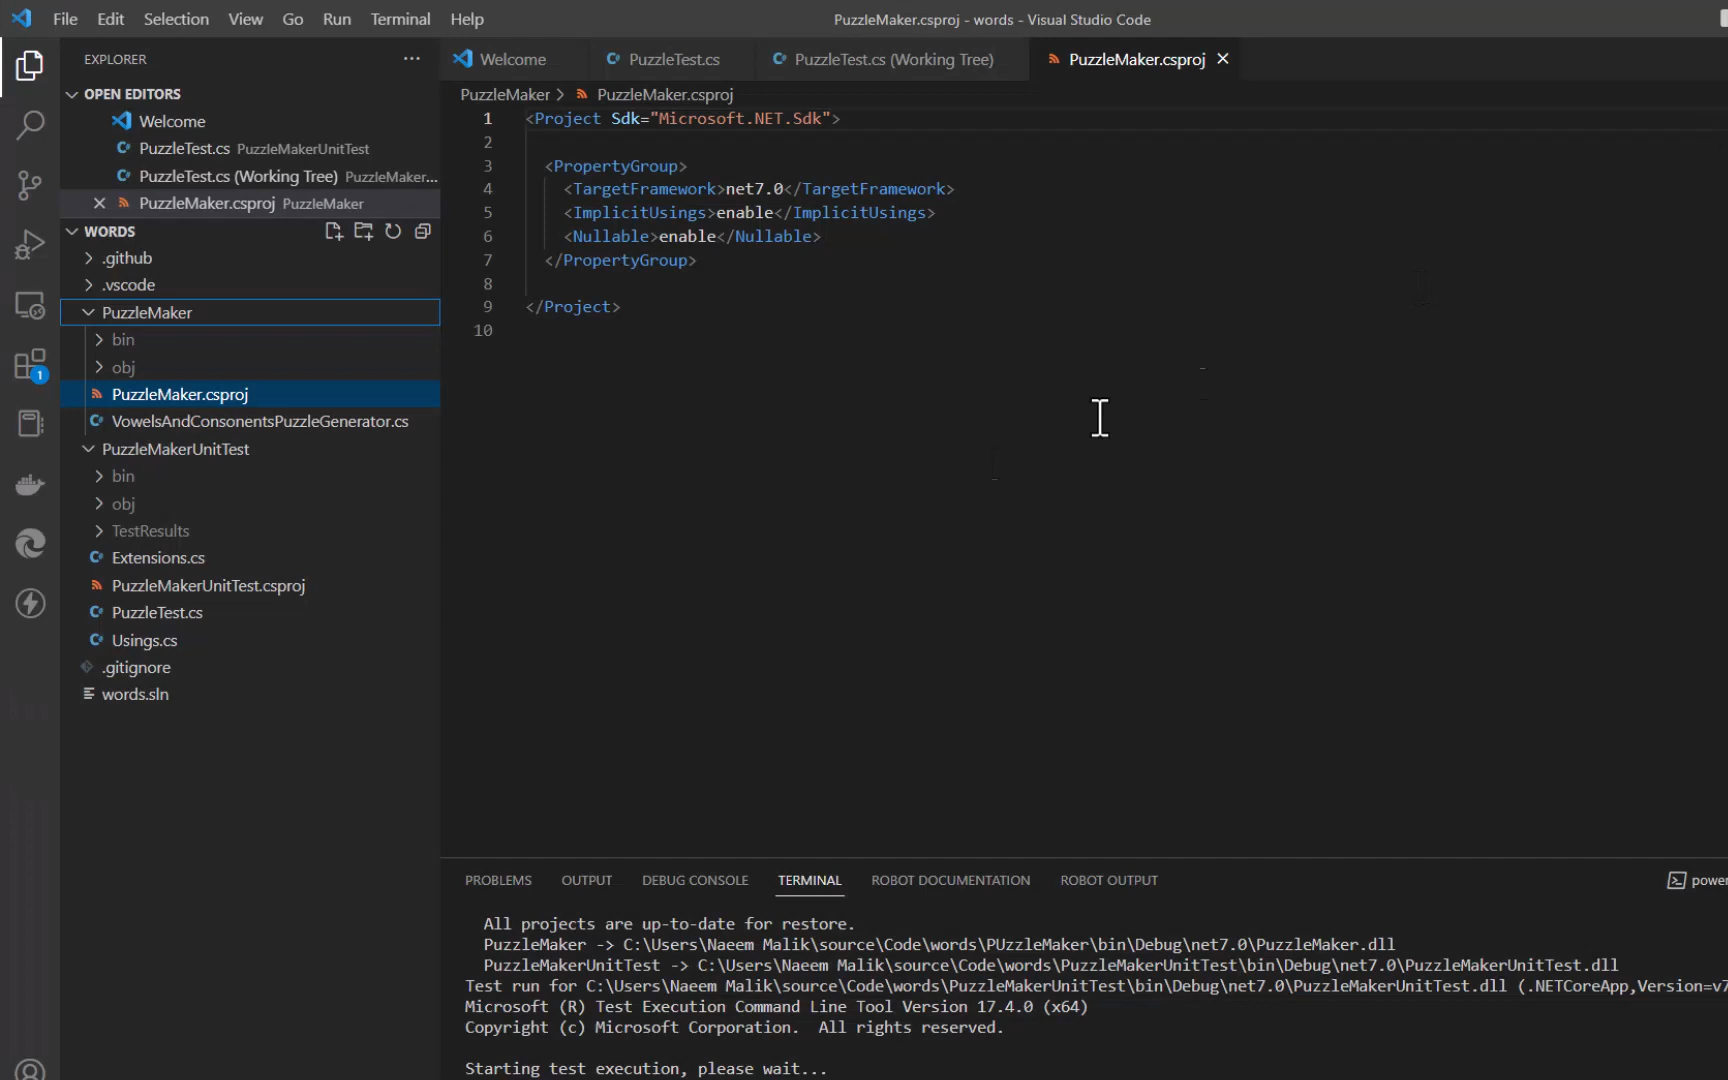 File Edit Selection View Go Run Terminal Help
PuzzleMaker.csproj - words - Visual Studio Code
EXPLORER
OPEN EDITORS
Welcome
PuzzleTest.cs PuzzleMakerUnitTest
PuzzleTest.cs (Working Tree) PuzzleMaker...
PuzzleMaker.csproj PuzzleMaker
WORDS
.github
.vscode
PuzzleMaker
bin
obj
PuzzleMaker.csproj
VowelsAndConsonentsPuzzleGenerator.cs
PuzzleMakerUnitTest
bin
obj
TestResults
Extensions.cs
PuzzleMakerUnitTest.csproj
PuzzleTest.cs
Usings.cs
.gitignore
words.sln
1
Welcome PuzzleTest.cs PuzzleTest.cs (Working Tree) PuzzleMaker.csproj
PuzzleMaker > PuzzleMaker.csproj
1 <Project Sdk="Microsoft.NET.Sdk">
2
3 <PropertyGroup>
4 <TargetFramework>net7.0</TargetFramework>
5 <ImplicitUsings>enable</ImplicitUsings>
6 <Nullable>enable</Nullable>
7 </PropertyGroup>
8
9 </Project>
10
PROBLEMS OUTPUT DEBUG CONSOLE TERMINAL ROBOT DOCUMENTATION ROBOT OUTPUT power
All projects are up-to-date for restore.
PuzzleMaker -> C:\Users\Naeem Malik\source\Code\words\PUzzleMaker\bin\Debug\net7.0\PuzzleMaker.dll
PuzzleMakerUnitTest -> C:\Users\Naeem Malik\source\Code\words\PuzzleMakerUnitTest\bin\Debug\net7.0\PuzzleMakerUnitTest.dll
Test run for C:\Users\Naeem Malik\source\Code\words\PuzzleMakerUnitTest\bin\Debug\net7.0\PuzzleMakerUnitTest.dll (.NETCoreApp,Version=v7
Microsoft (R) Test Execution Command Line Tool Version 17.4.0 (x64)
Copyright (c) Microsoft Corporation.  All rights reserved.
Starting test execution, please wait...